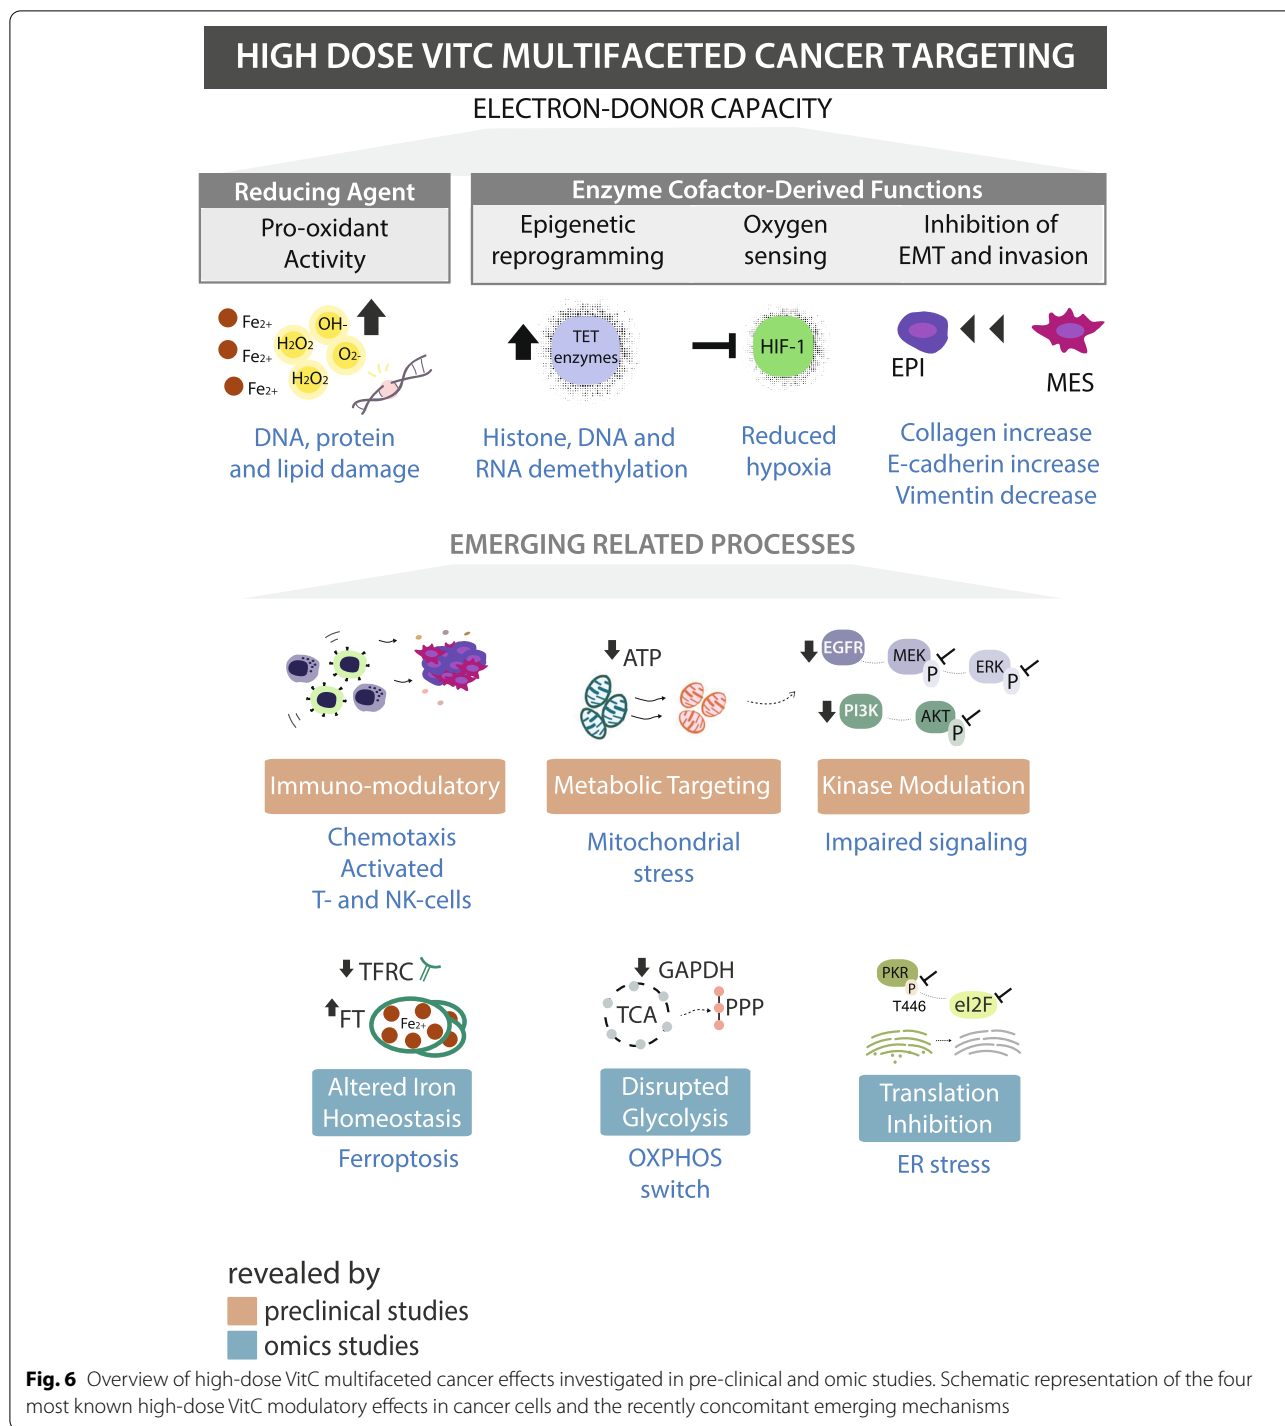 HIGH DOSE VITC MULTIFACETED CANCER TARGETING
ELECTRON-DONOR CAPACITY
Reducing Agent
Pro-oxidant
Activity
Enzyme Cofactor-Derived Functions
Epigenetic
reprogramming
Oxygen
sensing
Inhibition of
EMT and invasion
Fe2+
Fe2+
Fe2+
OH-
H2O2
O2-
H2O2
TET
enzymes
HIF-1
EPI
MES
DNA, protein
and lipid damage
Histone, DNA and
RNA demethylation
Reduced
hypoxia
Collagen increase
E-cadherin increase
Vimentin decrease
EMERGING RELATED PROCESSES
ATP
EGFR
MEK
P
ERK
P
PI3K
AKT
P
Immuno-modulatory
Metabolic Targeting
Kinase Modulation
Chemotaxis
Activated
T- and NK-cells
Mitochondrial
stress
Impaired signaling
TFRC
FT
Fe2+
GAPDH
TCA
PPP
PKR
P
T446
eI2F
Altered Iron
Homeostasis
Disrupted
Glycolysis
Translation
Inhibition
Ferroptosis
OXPHOS
switch
ER stress
revealed by
preclinical studies
omics studies
Fig. 6 Overview of high-dose VitC multifaceted cancer effects investigated in pre-clinical and omic studies. Schematic representation of the four
most known high-dose VitC modulatory effects in cancer cells and the recently concomitant emerging mechanisms